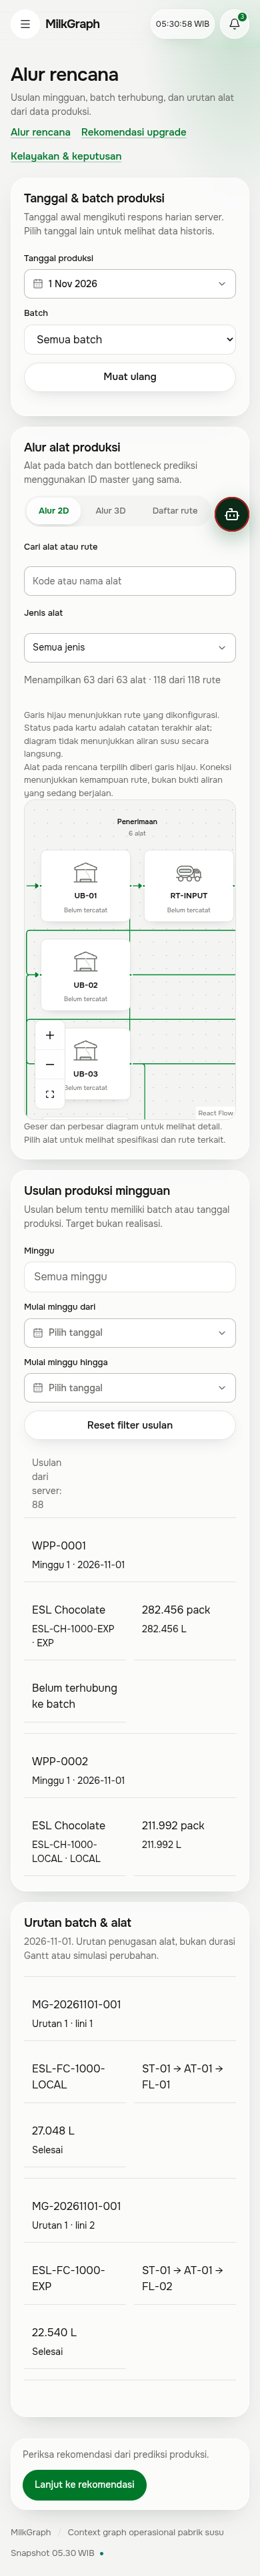 MilkGraph
05:30:58 WIB
3
Alur rencana
Usulan mingguan, batch terhubung, dan urutan alat
dari data produksi.
Alur rencana
Rekomendasi upgrade
Kelayakan & keputusan
Tanggal & batch produksi
Tanggal awal mengikuti respons harian server.
Pilih tanggal lain untuk melihat data historis.
Tanggal produksi
1 Nov 2026
Batch
Semua batch
Muat ulang
Alur alat produksi
Alat pada batch dan bottleneck prediksi
menggunakan ID master yang sama.
Alur 2D
Alur 3D
Daftar rute
Cari alat atau rute
Kode atau nama alat
Jenis alat
Semua jenis
Menampilkan 63 dari 63 alat · 118 dari 118 rute
Garis hijau menunjukkan rute yang dikonfigurasi.
Status pada kartu adalah catatan terakhir alat;
diagram tidak menunjukkan aliran susu secara
langsung.
Alat pada rencana terpilih diberi garis hijau. Koneksi
menunjukkan kemampuan rute, bukan bukti aliran
yang sedang berjalan.
Penerimaan
6 alat
UB-01
Belum tercatat
RT-INPUT
Belum tercatat
UB-02
Belum tercatat
UB-03
Belum tercatat
React Flow
Geser dan perbesar diagram untuk melihat detail.
Pilih alat untuk melihat spesifikasi dan rute terkait.
Usulan produksi mingguan
Usulan belum tentu memiliki batch atau tanggal
produksi. Target bukan realisasi.
Minggu
Semua minggu
Mulai minggu dari
Pilih tanggal
Mulai minggu hingga
Pilih tanggal
Reset filter usulan
Usulan
dari
server:
88
WPP-0001
Minggu 1 · 2026-11-01
ESL Chocolate
ESL-CH-1000-EXP
· EXP
282.456 pack
282.456 L
Belum terhubung
ke batch
WPP-0002
Minggu 1 · 2026-11-01
ESL Chocolate
ESL-CH-1000-
LOCAL · LOCAL
211.992 pack
211.992 L
Urutan batch & alat
2026-11-01. Urutan penugasan alat, bukan durasi
Gantt atau simulasi perubahan.
MG-20261101-001
Urutan 1 · lini 1
ESL-FC-1000-
LOCAL
ST-01 → AT-01 →
FL-01
27.048 L
Selesai
MG-20261101-001
Urutan 1 · lini 2
ESL-FC-1000-
EXP
ST-01 → AT-01 →
FL-02
22.540 L
Selesai
Periksa rekomendasi dari prediksi produksi.
Lanjut ke rekomendasi
MilkGraph / Context graph operasional pabrik susu
Snapshot 05.30 WIB